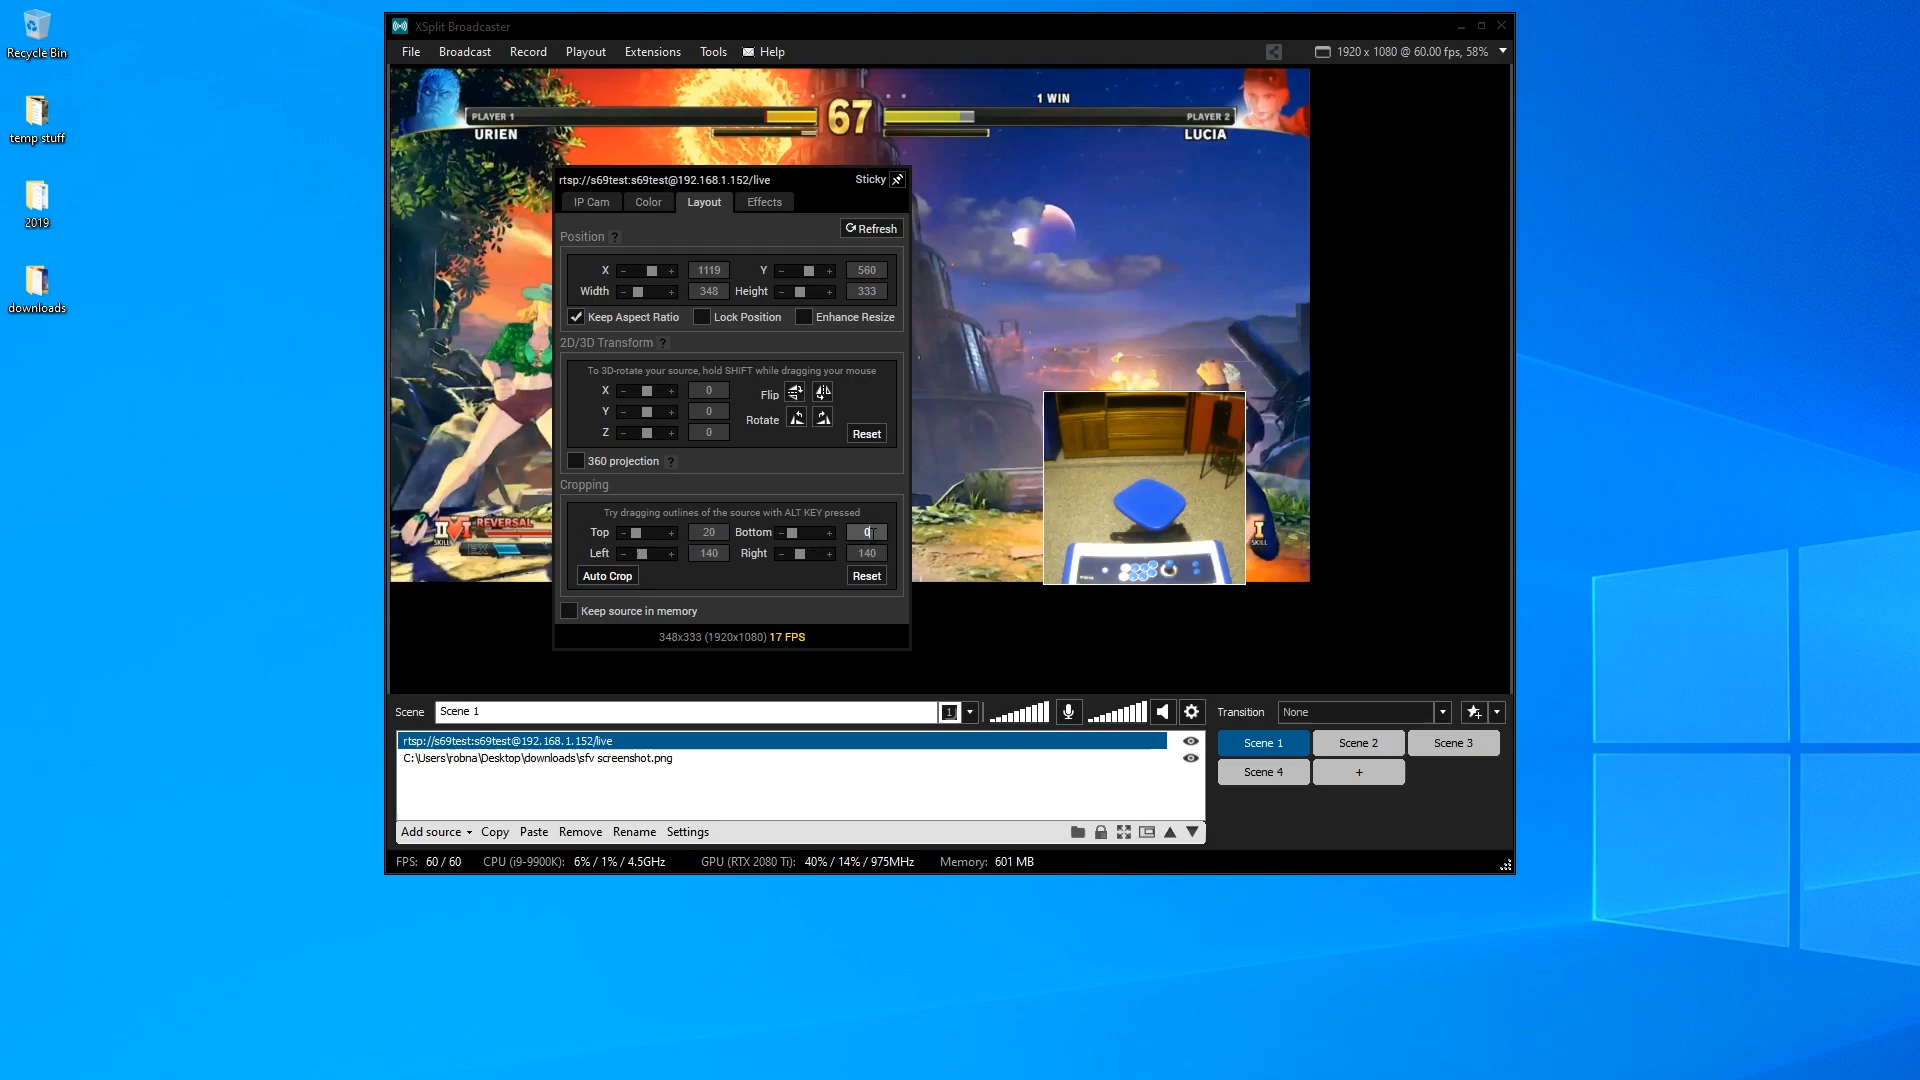 Recycle Bin
temp stuff
2019
downloads
XSplit Broadcaster
File Broadcast Record Playout Extensions Tools Help
1920 x 1080 @ 60.00 fps, 58%
1 WIN
PLAYER 1 67 PLAYER 2
URIEN LUCIA
rtsp://s69test:s69test@192.168.1.152/live Sticky
IP Cam Color Layout Effects
Refresh
Position ?
X - + 1119 Y - + 560
Width - + 348 Height - + 333
Keep Aspect Ratio Lock Position Enhance Resize
2D/3D Transform ?
To 3D-rotate your source, hold SHIFT while dragging your mouse
X - + 0 Flip
Y - + 0 Rotate
Z - + 0 Reset
360 projection ?
Cropping
Try dragging outlines of the source with ALT KEY pressed
Top - + 20 Bottom - + 0
Left - + 140 Right - + 140
Auto Crop Reset
Keep source in memory
348x333 (1920x1080) 17 FPS
REVERSAL
EX
SKILL
SKILL
Scene Scene 1 1 Transition None
rtsp://s69test:s69test@192.168.1.152/live
C:\Users\robna\Desktop\downloads\sfv screenshot.png
Scene 1 Scene 2 Scene 3
Scene 4 +
Add source Copy Paste Remove Rename Settings
FPS: 60 / 60 CPU (i9-9900K): 6% / 1% / 4.5GHz GPU (RTX 2080 Ti): 40% / 14% / 975MHz Memory: 601 MB